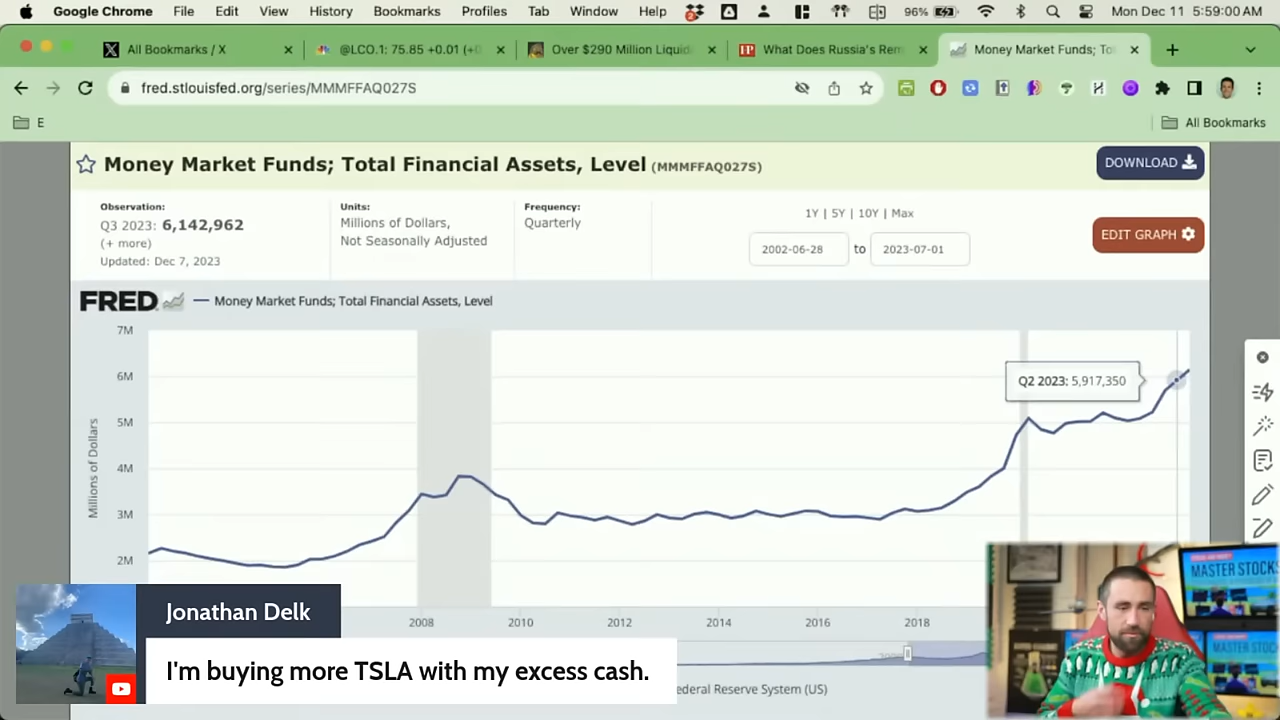 Google Chrome File Edit View History Bookmarks Profiles Tab Window Help 96% Mon Dec 11 5:59:00 AM
All Bookmarks / X @LCO.1: 75.85 +0.01 (+0 Over $290 Million Liquid What Does Russia's Rem Money Market Funds; To
fred.stlouisfed.org/series/MMMFFAQ027S
E All Bookmarks
Money Market Funds; Total Financial Assets, Level (MMMFFAQ027S) DOWNLOAD
Observation: Units: Frequency:
Q3 2023: 6,142,962 Millions of Dollars, Quarterly 1Y | 5Y | 10Y | Max
(+ more) Not Seasonally Adjusted 2002-06-28 to 2023-07-01 EDIT GRAPH
Updated: Dec 7, 2023
FRED Money Market Funds; Total Financial Assets, Level
7M
6M
Q2 2023: 5,917,350
5M
4M
3M
2M
Millions of Dollars
2008 2010 2012 2014 2016 2018
Jonathan Delk
I'm buying more TSLA with my excess cash.
ederal Reserve System (US)
MASTER STOCKS